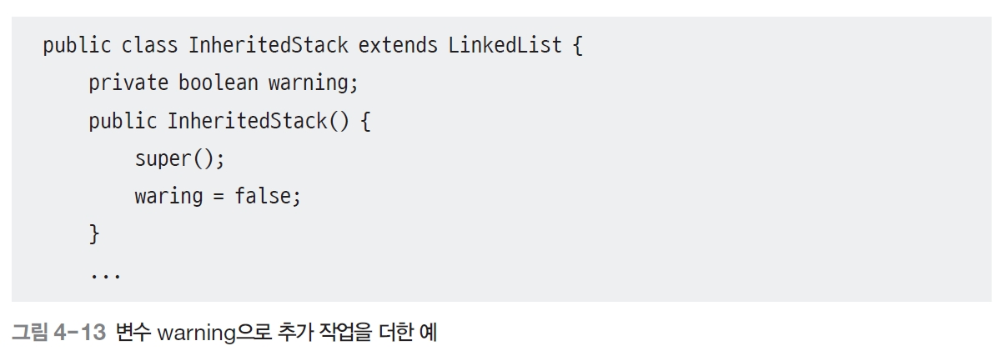 public class InheritedStack extends LinkedList {
    private boolean warning;
    public InheritedStack() {
        super();
        waring = false;
    }
    ...
그림 4-13 변수 warning으로 추가 작업을 더한 예